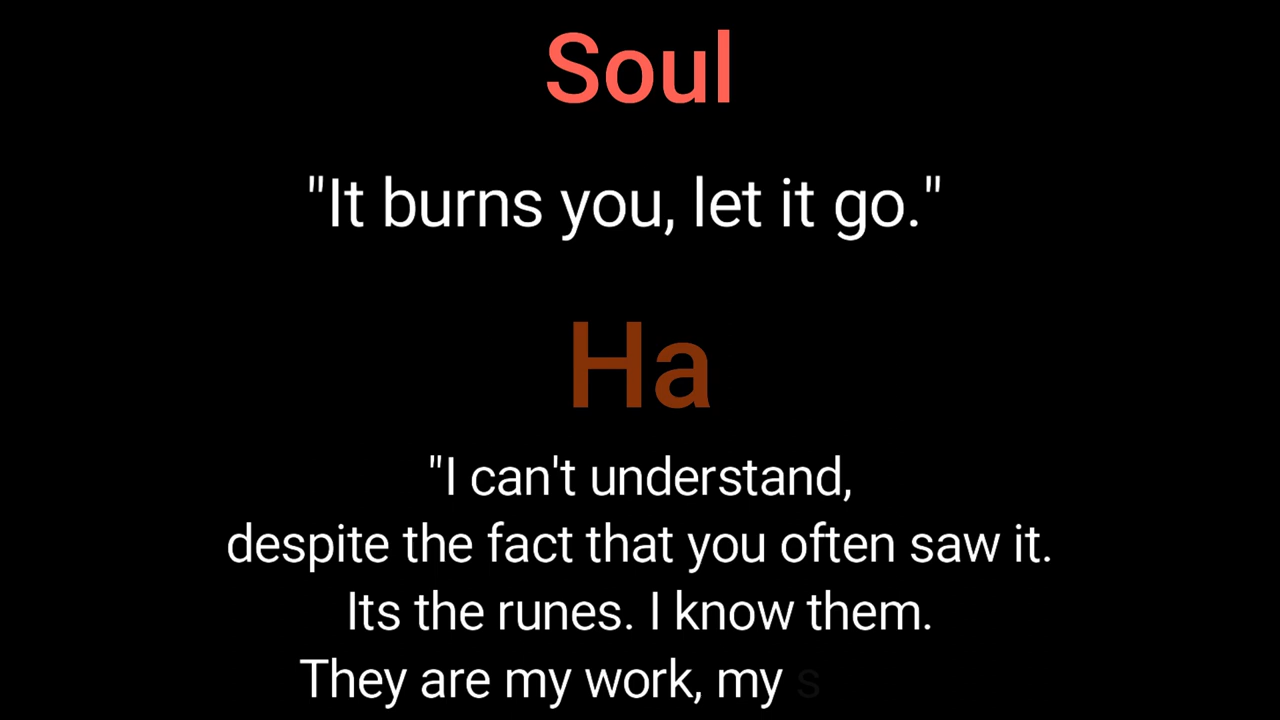 Soul
"It burns you, let it go."
Ha
"I can't understand,
despite the fact that you often saw it.
Its the runes. I know them.
They are my work, my s